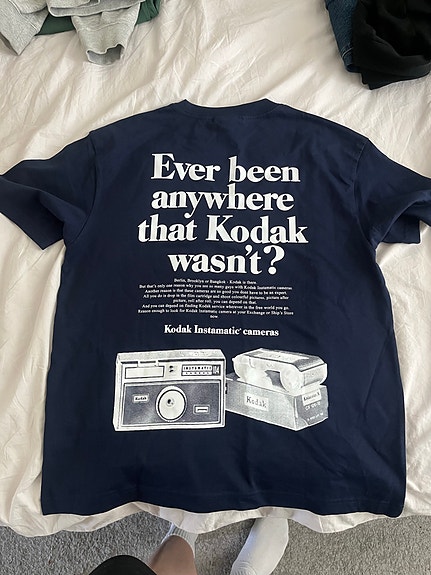 Ever been
anywhere
that Kodak
wasn't?
Berlin, Brooklyn or Bangkok - Kodak is there.
But that's only one reason why you see so many guys with Kodak Instamatic cameras
Another reason is that these cameras are so good you dont have to be an expert.
All you do is drop in the film cartridge and shoot colourful pictures, picture after
picture, roll after roll. you can depend on that.
And you can depend on finding Kodak service wherever in the free world you go.
Reason enough to look for Kodak Instamatic camera at your Exchange or Ship's Store
now.
Kodak Instamatic cameras
INSTAMATIC 104
Kodak
Kodak